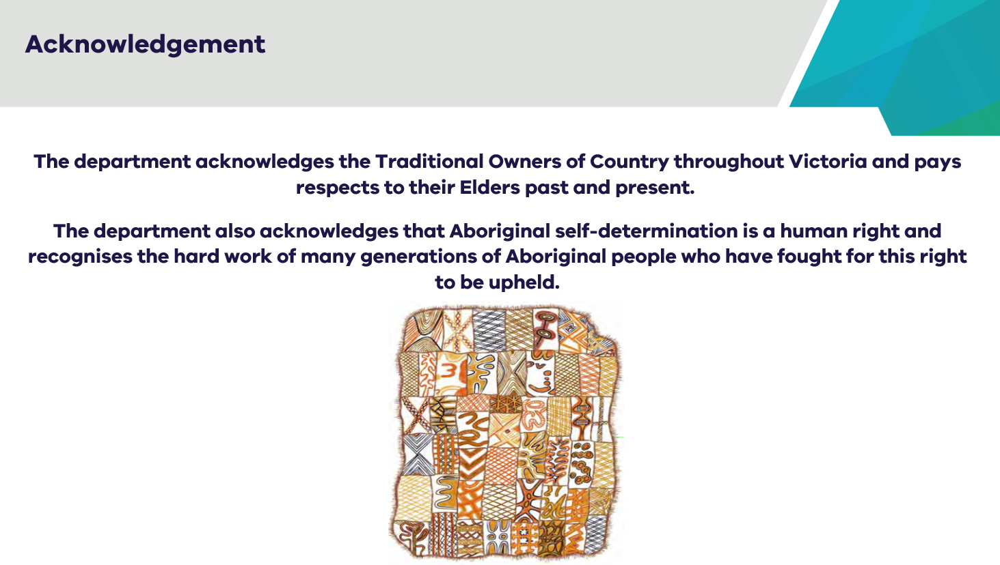 Acknowledgement
The department acknowledges the Traditional Owners of Country throughout Victoria and pays
respects to their Elders past and present.
The department also acknowledges that Aboriginal self-determination is a human right and
recognises the hard work of many generations of Aboriginal people who have fought for this right
to be upheld.